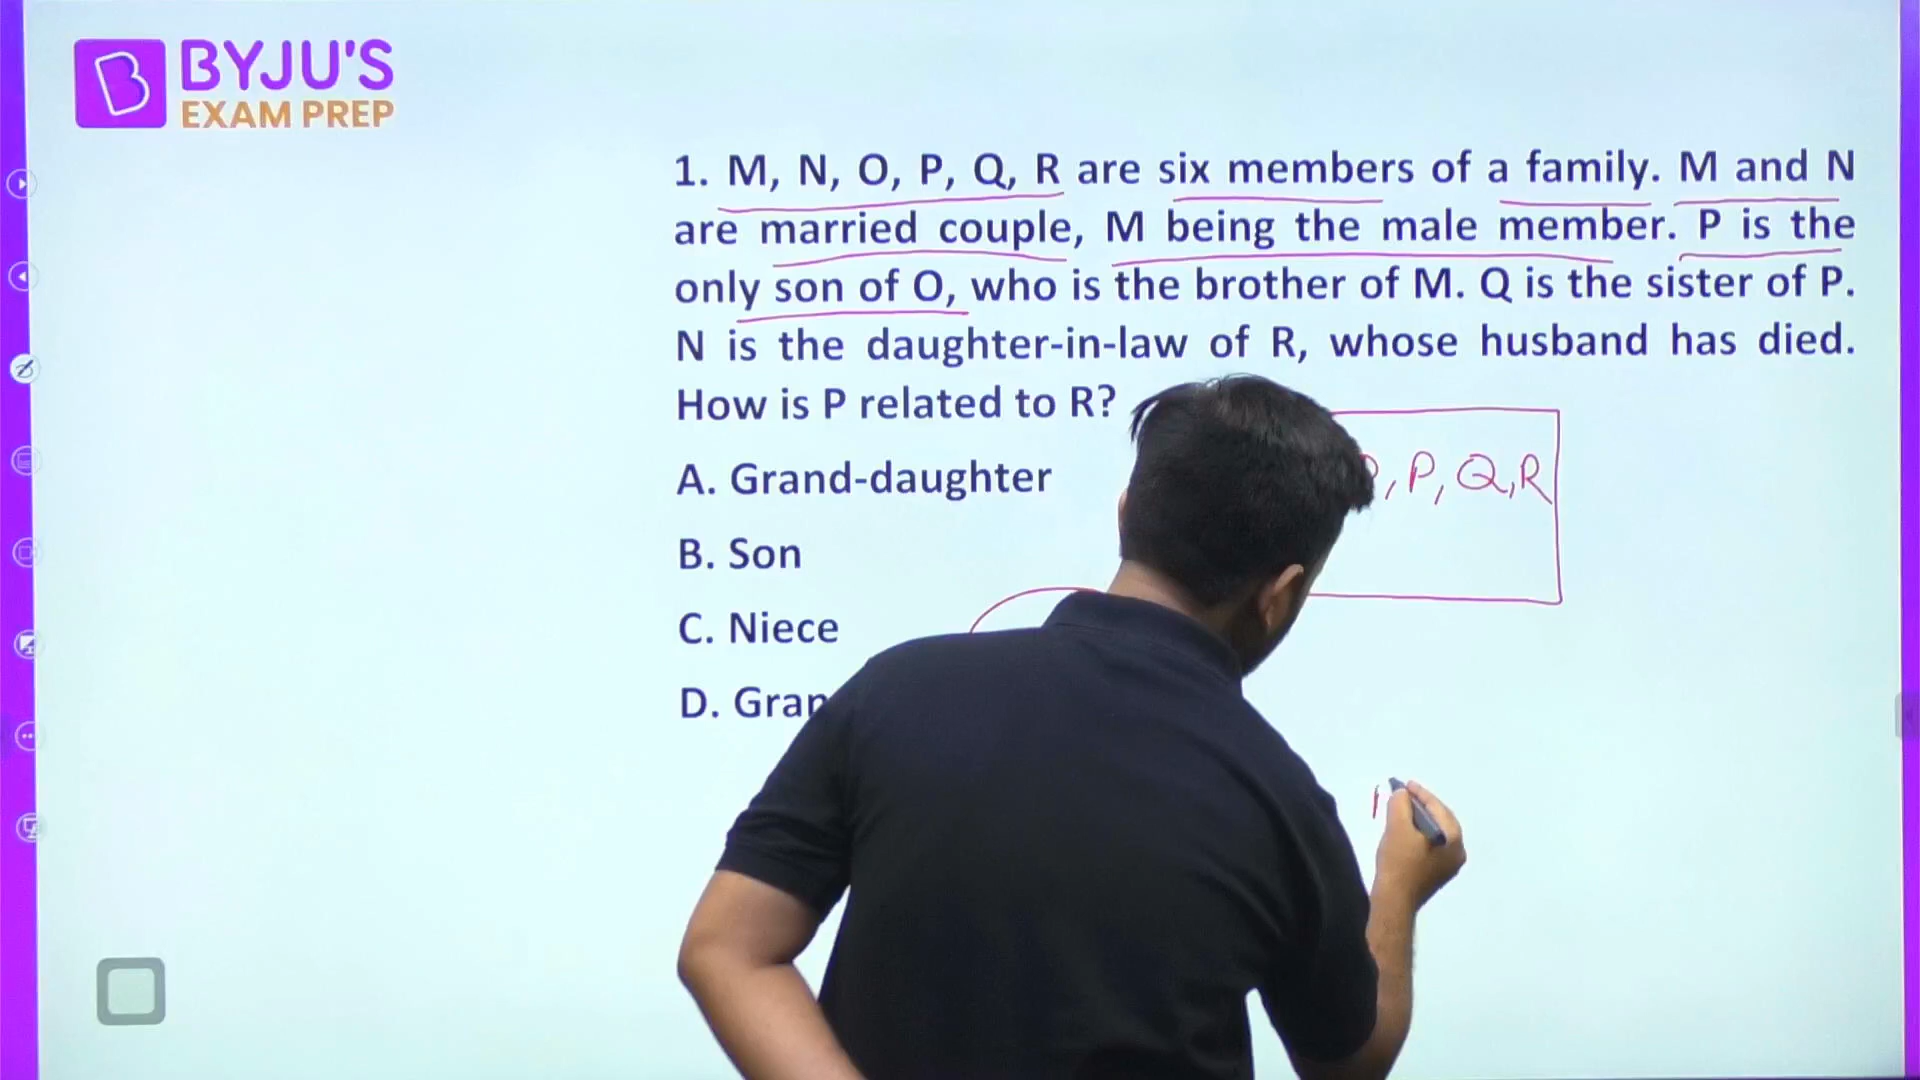 BYJU'S
EXAM PREP
1. M, N, O, P, Q, R are six members of a family. M and N
are married couple, M being the male member. P is the
only son of O, who is the brother of M. Q is the sister of P.
N is the daughter-in-law of R, whose husband has died.
How is P related to R?
A. Grand-daughter
, P, Q, R
B. Son
C. Niece
D. Gran